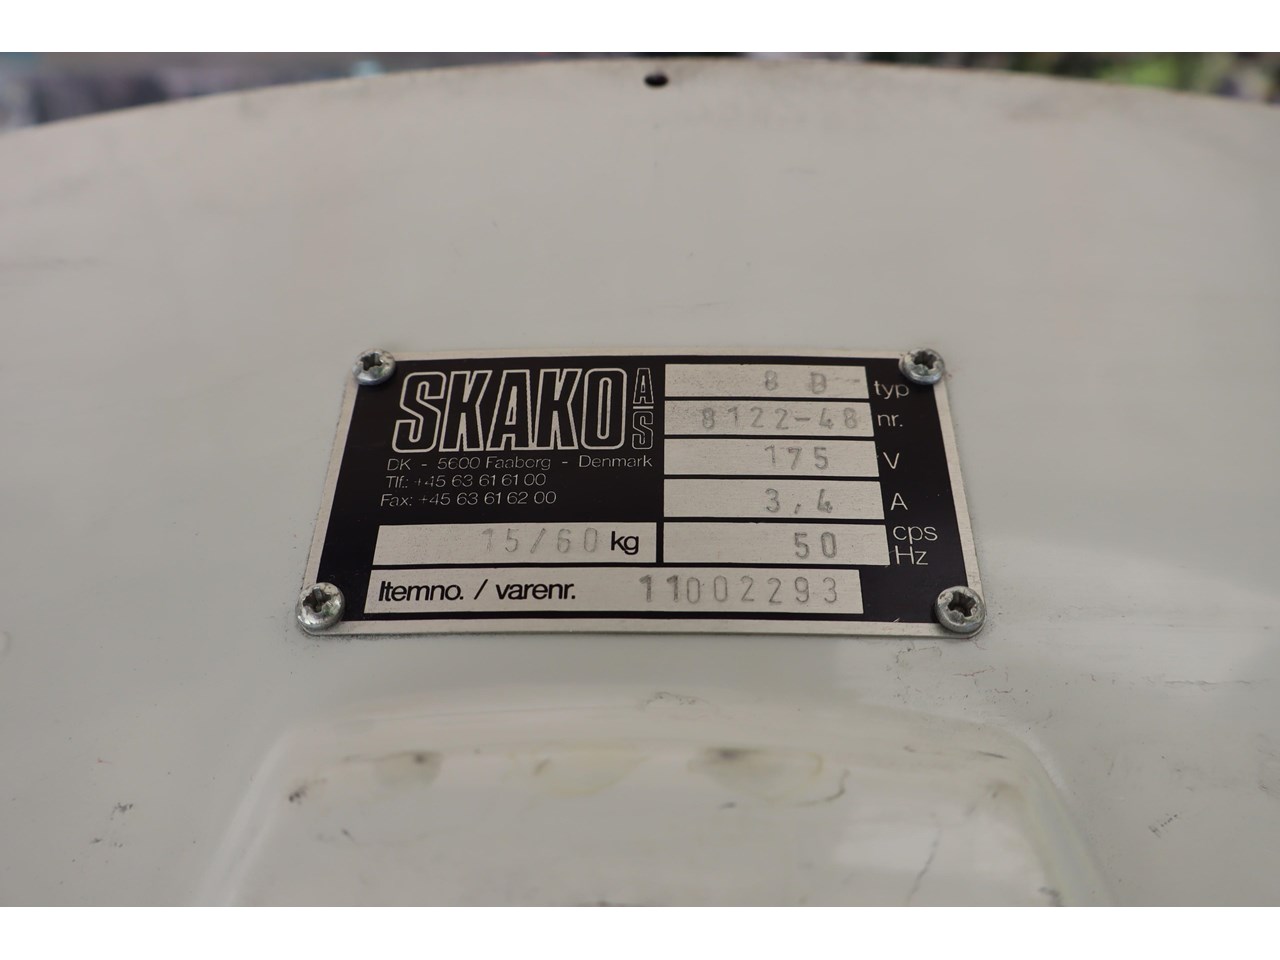 SKAKO A/S
DK - 5600 Faaborg - Denmark
Tlf.: +45 63 61 61 00
Fax: +45 63 61 62 00
8 D typ
8122-48 nr.
175 V
3,4 A
50 cps Hz
15/60 kg
Itemno. / varenr. 11002293